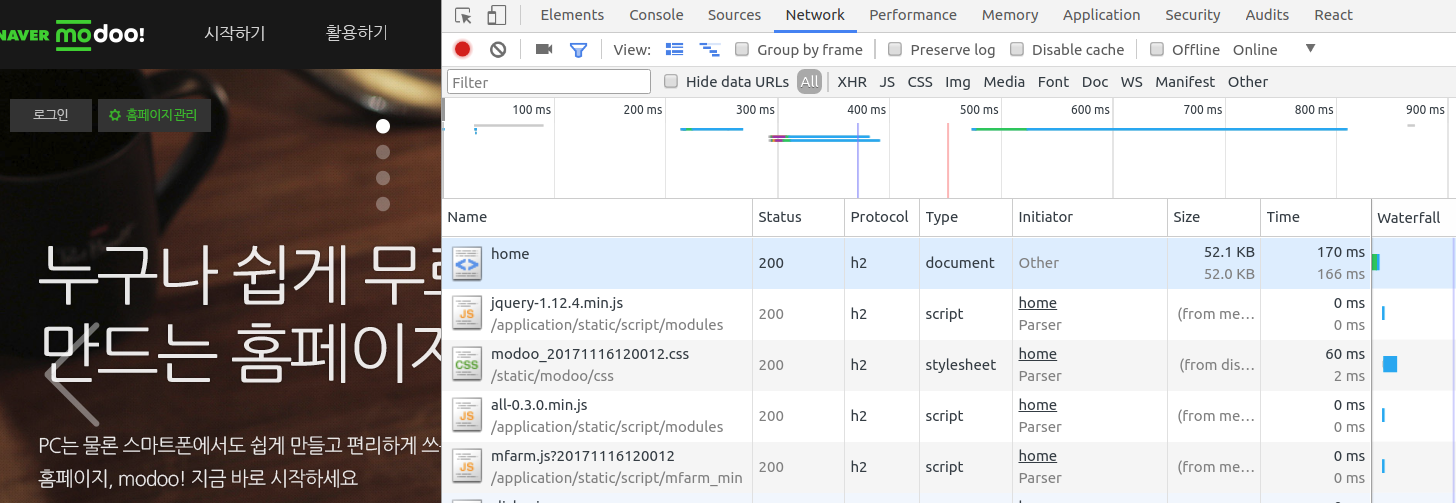 NAVER modoo!
시작하기
활용하기
로그인
홈페이지관리
누구나 쉽게 무료
만드는 홈페이지
PC는 물론 스마트폰에서도 쉽게 만들고 편리하게 쓰
홈페이지, modoo! 지금 바로 시작하세요
Elements Console Sources Network Performance Memory Application Security Audits React
View: Group by frame Preserve log Disable cache Offline Online
Filter Hide data URLs All XHR JS CSS Img Media Font Doc WS Manifest Other
100 ms 200 ms 300 ms 400 ms 500 ms 600 ms 700 ms 800 ms 900 ms
Name Status Protocol Type Initiator Size Time Waterfall
home 200 h2 document Other 52.1 KB 170 ms
52.0 KB 166 ms
jquery-1.12.4.min.js 200 h2 script home (from me... 0 ms
/application/static/script/modules Parser 0 ms
modoo_20171116120012.css 200 h2 stylesheet home (from dis... 60 ms
/static/modoo/css Parser 2 ms
all-0.3.0.min.js 200 h2 script home (from me... 0 ms
/application/static/script/modules Parser 0 ms
mfarm.js?20171116120012 200 h2 script home (from me... 0 ms
/application/static/script/mfarm_min Parser 0 ms